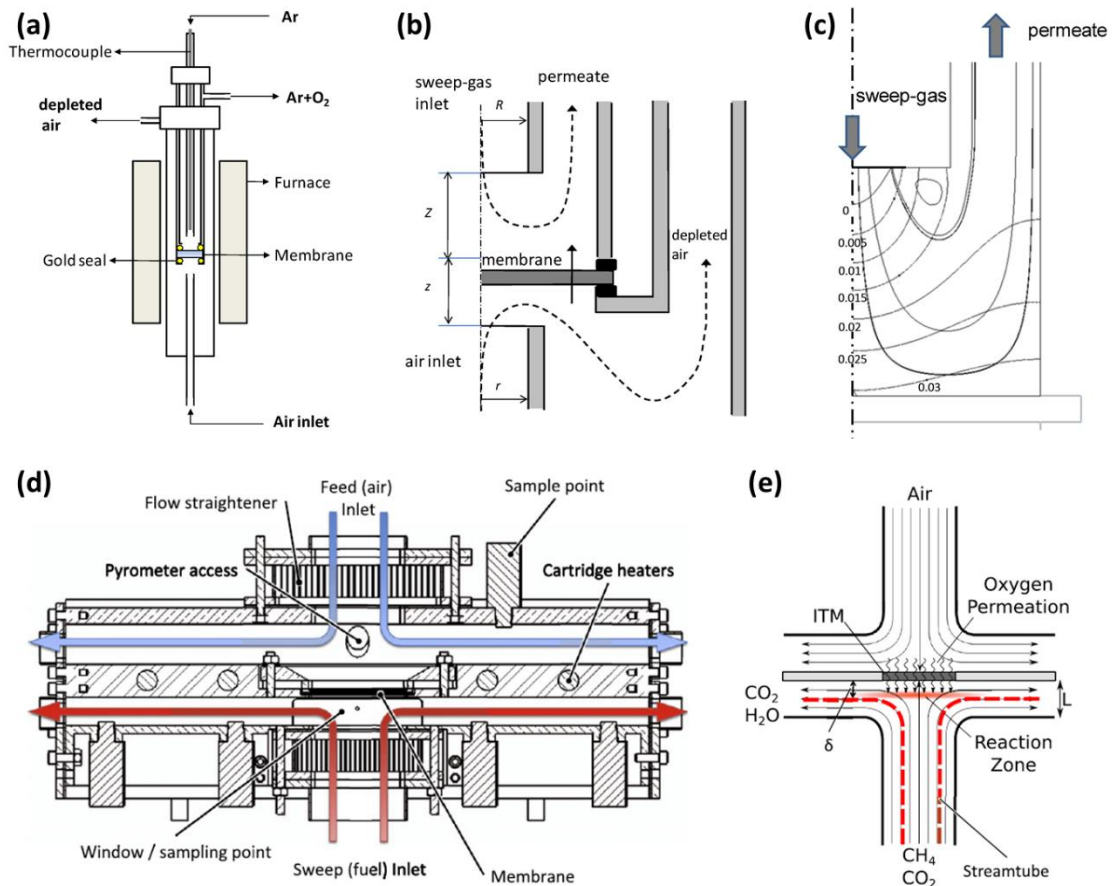 (a)
Ar
Thermocouple
Ar+O₂
depleted
air
Furnace
Gold seal
Membrane
Air inlet
(b)
sweep-gas
inlet
permeate
R
Z
depleted
air
membrane
z
air inlet
r
(c)
permeate
sweep-gas
0
0.005
0.01
0.015
0.02
0.025
0.03
(d)
Flow straightener
Feed (air)
Inlet
Sample point
Pyrometer access
Cartridge heaters
Window / sampling point
Sweep (fuel) Inlet
Membrane
(e)
Air
Oxygen
Permeation
ITM
CO₂
H₂O
L
δ
Reaction
Zone
CH₄
CO₂
Streamtube